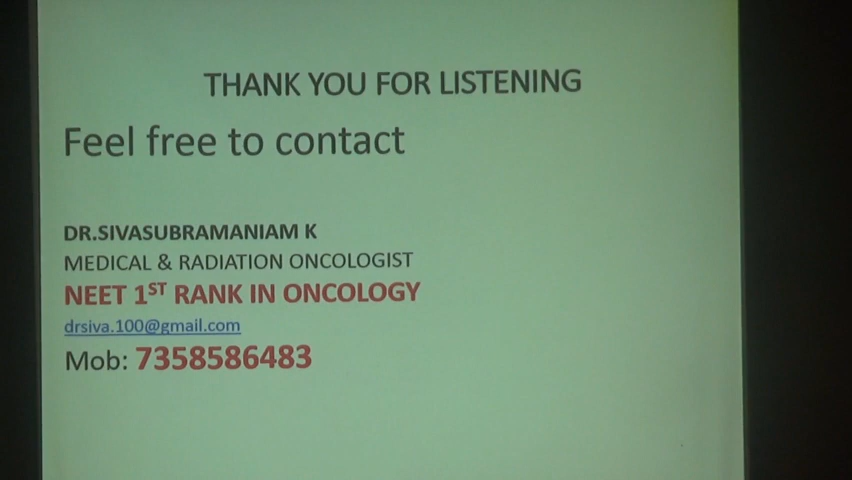 THANK YOU FOR LISTENING
Feel free to contact
DR.SIVASUBRAMANIAM K
MEDICAL & RADIATION ONCOLOGIST
NEET 1ST RANK IN ONCOLOGY
drsiva.100@gmail.com
Mob: 7358586483